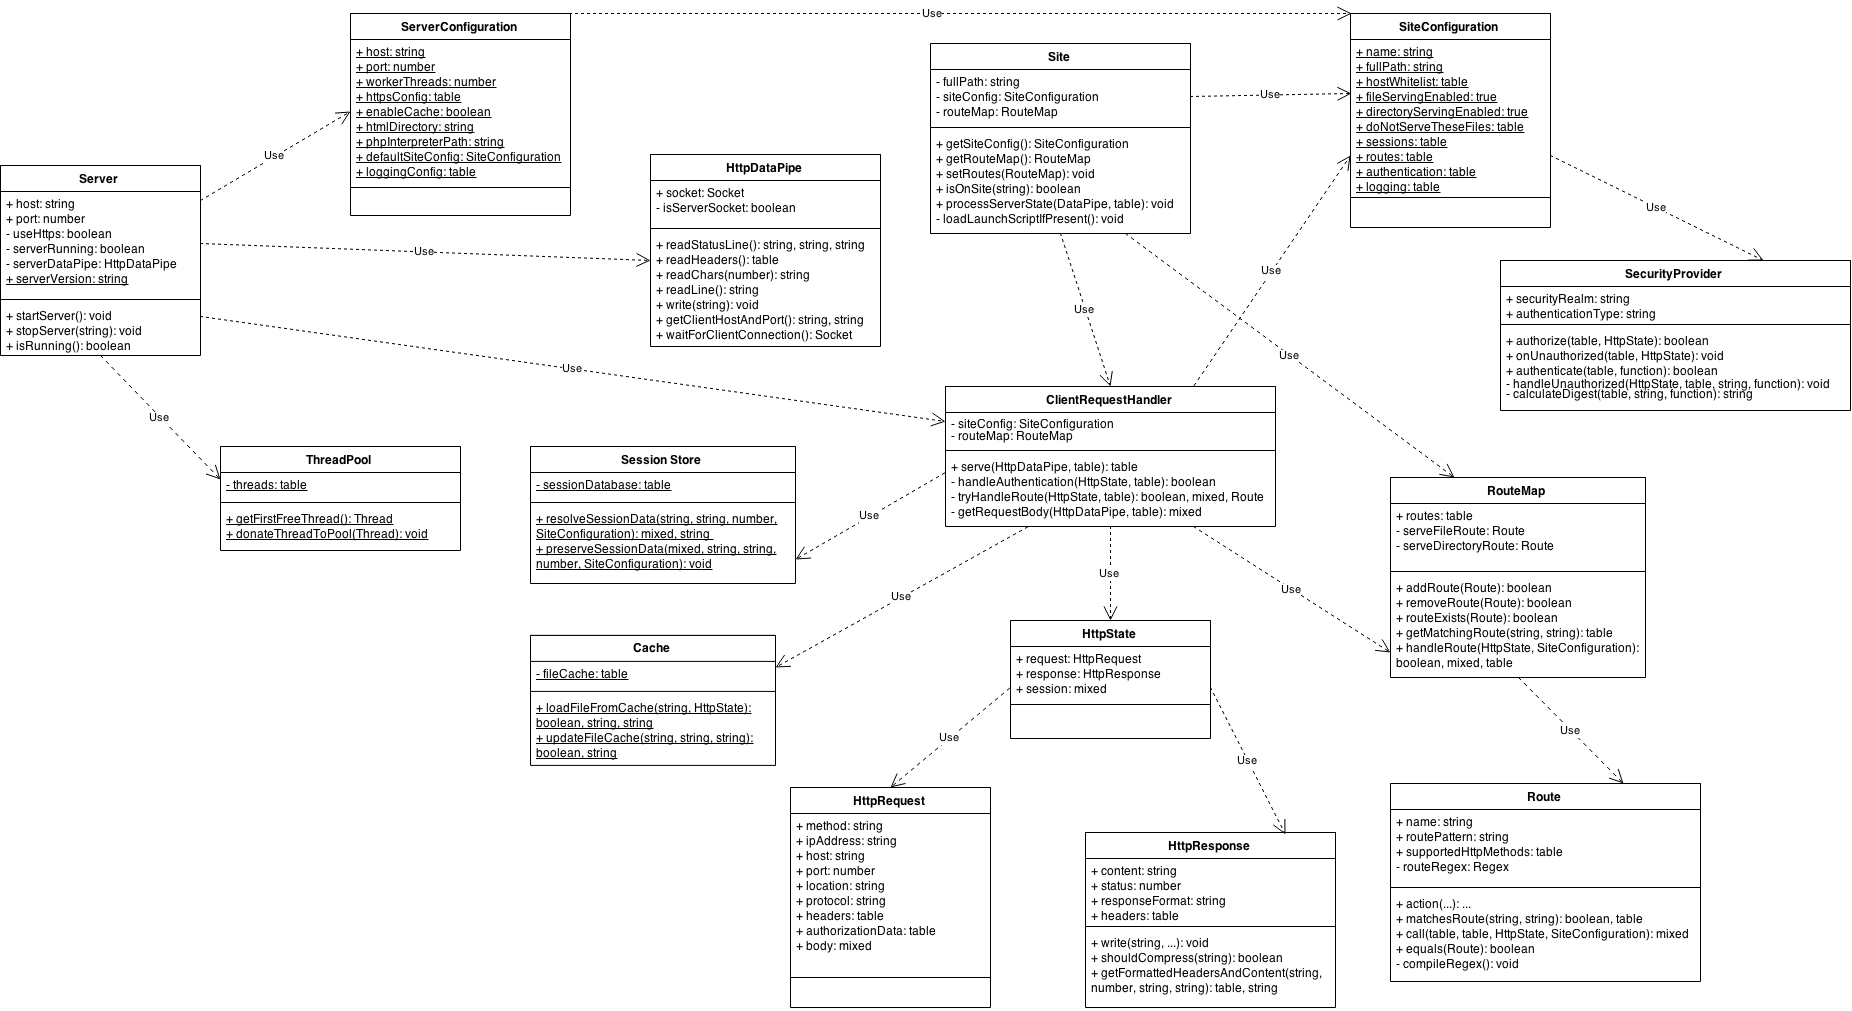 Use
ServerConfiguration
+ host: string
+ port: number
+ workerThreads: number
+ httpsConfig: table
+ enableCache: boolean
+ htmlDirectory: string
+ phpInterpreterPath: string
+ defaultSiteConfig: SiteConfiguration
+ loggingConfig: table
SiteConfiguration
+ name: string
+ fullPath: string
+ hostWhitelist: table
+ fileServingEnabled: true
+ directoryServingEnabled: true
+ doNotServeTheseFiles: table
+ sessions: table
+ routes: table
+ authentication: table
+ logging: table
Site
- fullPath: string
- siteConfig: SiteConfiguration
- routeMap: RouteMap
+ getSiteConfig(): SiteConfiguration
+ getRouteMap(): RouteMap
+ setRoutes(RouteMap): void
+ isOnSite(string): boolean
+ processServerState(DataPipe, table): void
- loadLaunchScriptIfPresent(): void
Use
Use
HttpDataPipe
+ socket: Socket
- isServerSocket: boolean
+ readStatusLine(): string, string, string
+ readHeaders(): table
+ readChars(number): string
+ readLine(): string
+ write(string): void
+ getClientHostAndPort(): string, string
+ waitForClientConnection(): Socket
Server
+ host: string
+ port: number
- useHttps: boolean
- serverRunning: boolean
- serverDataPipe: HttpDataPipe
+ serverVersion: string
+ startServer(): void
+ stopServer(string): void
+ isRunning(): boolean
Use
Use
Use
SecurityProvider
+ securityRealm: string
+ authenticationType: string
+ authorize(table, HttpState): boolean
+ onUnauthorized(table, HttpState): void
+ authenticate(table, function): boolean
- handleUnauthorized(HttpState, table, string, function): void
- calculateDigest(table, string, function): string
Use
Use
Use
Use
ClientRequestHandler
- siteConfig: SiteConfiguration
- routeMap: RouteMap
+ serve(HttpDataPipe, table): table
- handleAuthentication(HttpState, table): boolean
- tryHandleRoute(HttpState, table): boolean, mixed, Route
- getRequestBody(HttpDataPipe, table): mixed
Use
ThreadPool
- threads: table
+ getFirstFreeThread(): Thread
+ donateThreadToPool(Thread): void
Session Store
- sessionDatabase: table
+ resolveSessionData(string, string, number,
SiteConfiguration): mixed, string
+ preserveSessionData(mixed, string, string,
number, SiteConfiguration): void
Use
RouteMap
+ routes: table
- serveFileRoute: Route
- serveDirectoryRoute: Route
+ addRoute(Route): boolean
+ removeRoute(Route): boolean
+ routeExists(Route): boolean
+ getMatchingRoute(string, string): table
+ handleRoute(HttpState, SiteConfiguration):
boolean, mixed, table
Use
Use
Use
Cache
- fileCache: table
+ loadFileFromCache(string, HttpState):
boolean, string, string
+ updateFileCache(string, string, string):
boolean, string
HttpState
+ request: HttpRequest
+ response: HttpResponse
+ session: mixed
Use
Use
Use
HttpRequest
+ method: string
+ ipAddress: string
+ host: string
+ port: number
+ location: string
+ protocol: string
+ headers: table
+ authorizationData: table
+ body: mixed
HttpResponse
+ content: string
+ status: number
+ responseFormat: string
+ headers: table
+ write(string, ...): void
+ shouldCompress(string): boolean
+ getFormattedHeadersAndContent(string,
number, string, string): table, string
Route
+ name: string
+ routePattern: string
+ supportedHttpMethods: table
- routeRegex: Regex
+ action(...): ...
+ matchesRoute(string, string): boolean, table
+ call(table, table, HttpState, SiteConfiguration): mixed
+ equals(Route): boolean
- compileRegex(): void